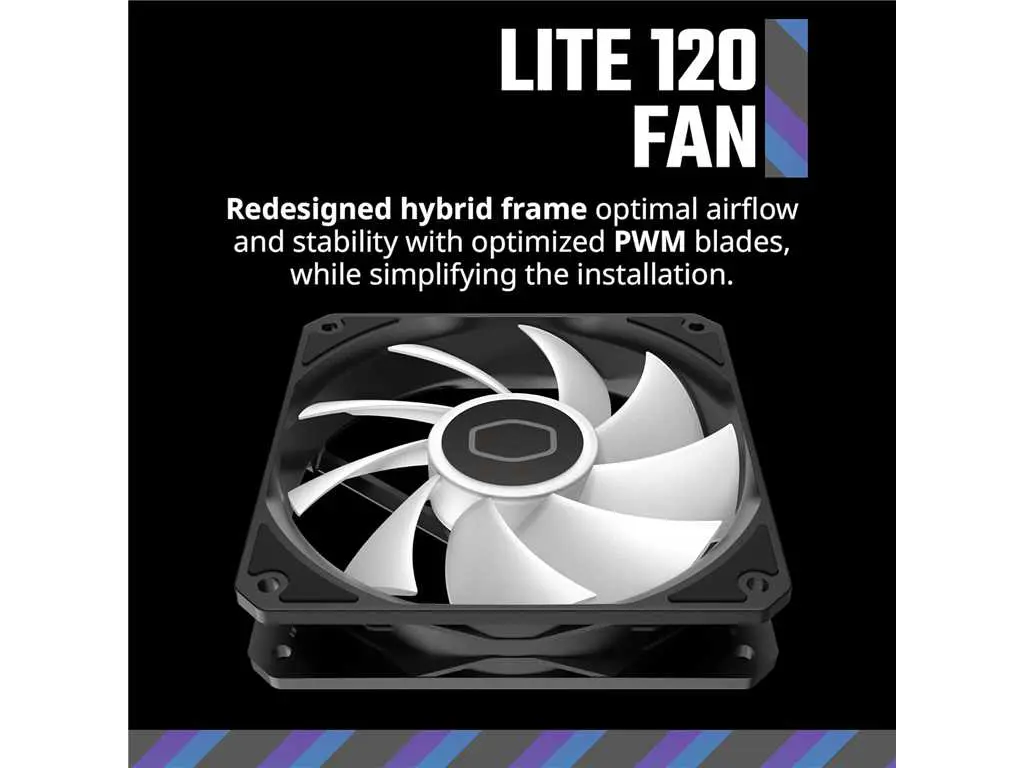 LITE 120
FAN
Redesigned hybrid frame optimal airflow
and stability with optimized PWM blades,
while simplifying the installation.